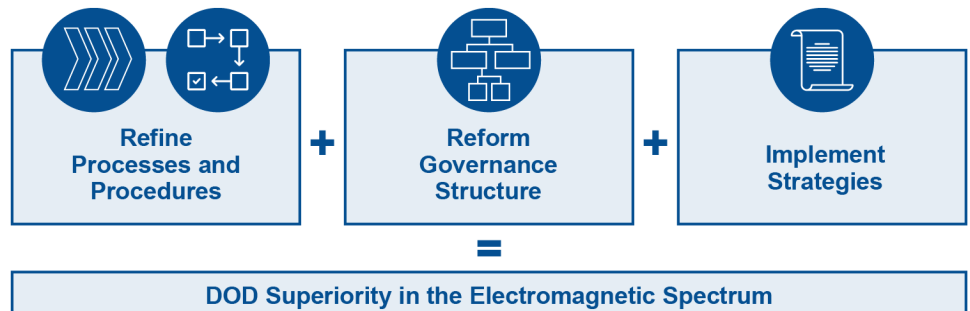 Refine
Processes and
Procedures
+
Reform
Governance
Structure
+
Implement
Strategies
=
DOD Superiority in the Electromagnetic Spectrum